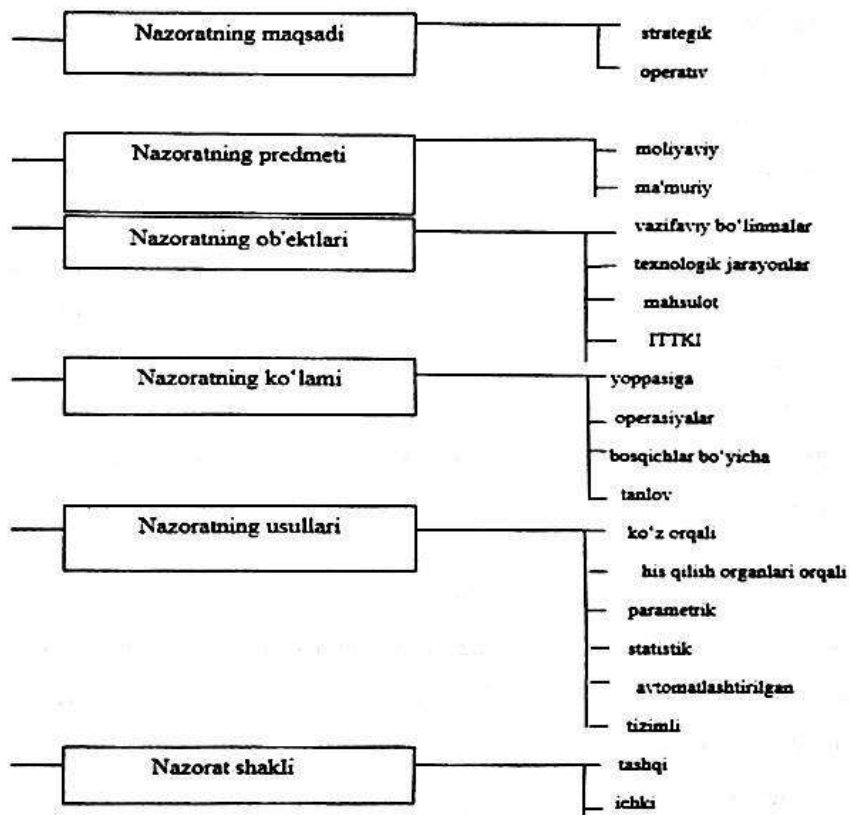 Nazoratning maqsadi
strategik
operativ
Nazoratning predmeti
moliyaviy
ma'muriy
Nazoratning ob'ektlari
vazifaviy bo'linmalar
texnologik jarayonlar
mahsulot
ITTKI
Nazoratning ko'lami
yoppasiga
operasiyalar
bosqichlar bo'yicha
tanlov
Nazoratning usullari
ko'z orqali
his qilish organlari orqali
parametrik
statistik
avtomatlashtirilgan
tizimli
Nazorat shakli
tashqi
ichki